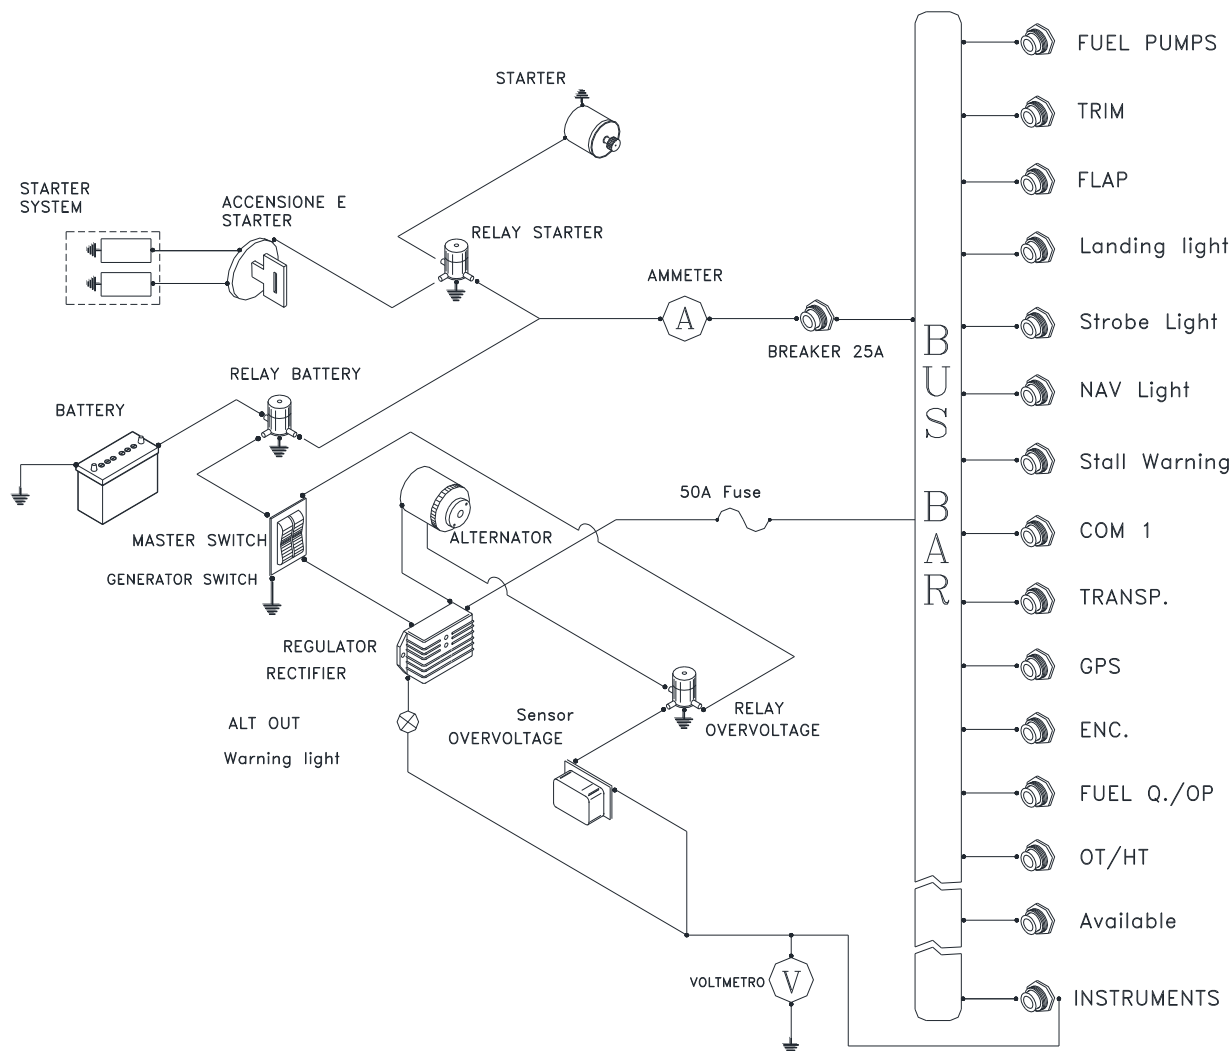 FUEL PUMPS
STARTER
TRIM
FLAP
STARTER
SYSTEM
ACCENSIONE E
STARTER
RELAY STARTER
Landing light
AMMETER
A
BREAKER 25A
Strobe Light
RELAY BATTERY
BATTERY
NAV Light
BUS BAR
Stall Warning
50A Fuse
MASTER SWITCH
ALTERNATOR
COM 1
GENERATOR SWITCH
TRANSP.
REGULATOR
RECTIFIER
GPS
Sensor
OVERVOLTAGE
RELAY
OVERVOLTAGE
ALT OUT
Warning light
ENC.
FUEL Q./OP
OT/HT
Available
VOLTMETRO
V
INSTRUMENTS